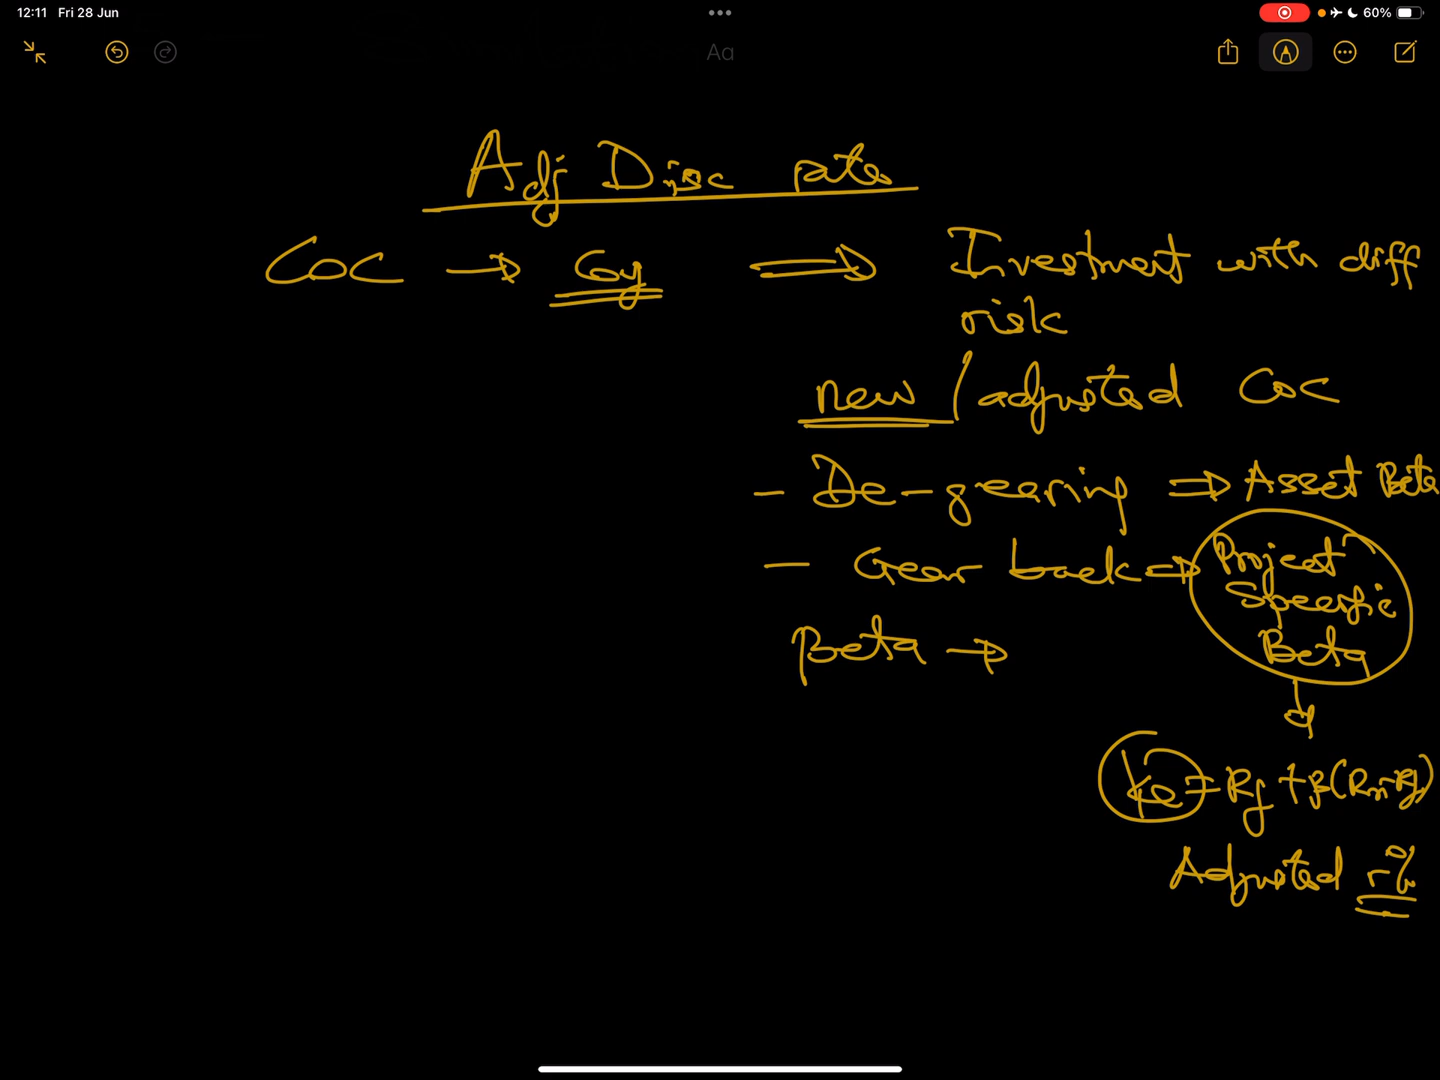 12:11 Fri 28 Jun
60%
Aa
Adj Disc rate
CoC → Coy ⇒ Investment with diff
risk
new / adjusted CoC
- De-gearing ⇒ Asset Beta
- Gear back ⇒ Project
Specific
Beta
Beta →
Ke = Rf + β(Rm-Rf)
Adjusted r%